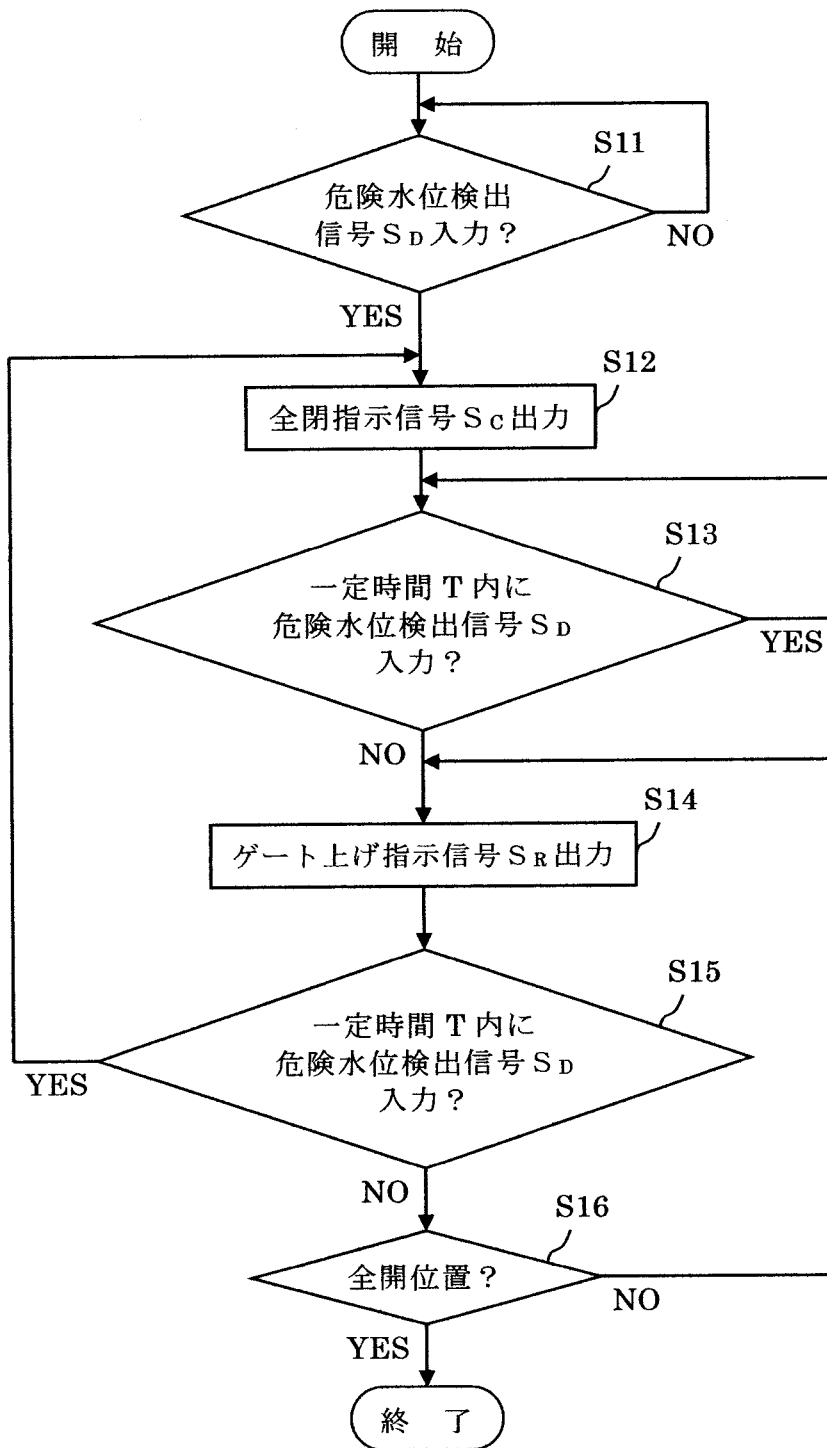 開 始
S11
危険水位検出
信号SD入力？
NO
YES
S12
全閉指示信号SC出力
S13
一定時間T内に
危険水位検出信号SD
入力？
YES
NO
S14
ゲート上げ指示信号SR出力
S15
一定時間T内に
危険水位検出信号SD
入力？
YES
NO
S16
全開位置？
NO
YES
終 了